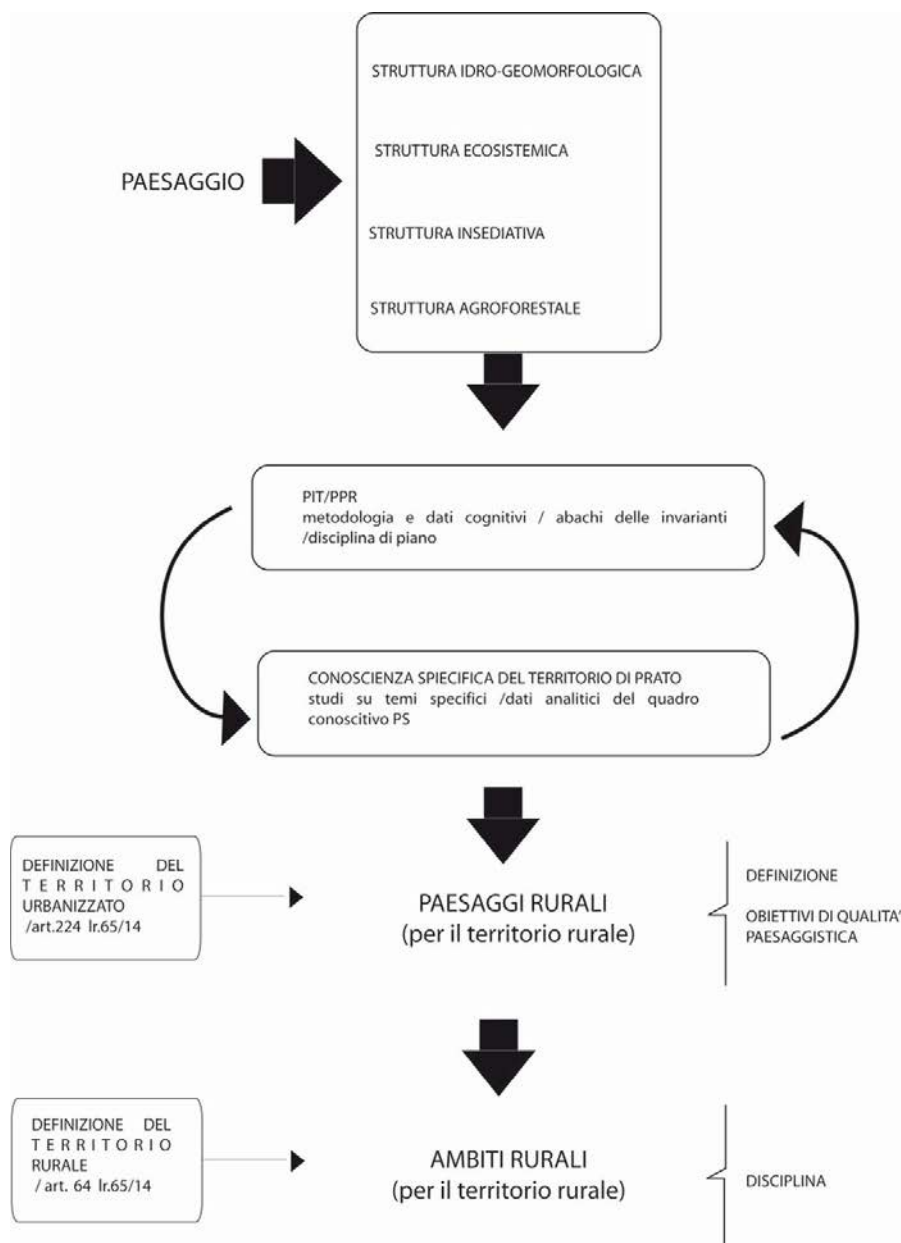 STRUTTURA IDRO-GEOMORFOLOGICA
STRUTTURA ECOSISTEMICA
PAESAGGIO
STRUTTURA INSEDIATIVA
STRUTTURA AGROFORESTALE
PIT/PPR
metodologia e dati cognitivi / abachi delle invarianti
/disciplina di piano
CONOSCIENZA SPIECIFICA DEL TERRITORIO DI PRATO
studi su temi specifici /dati analitici del quadro
conoscitivo PS
DEFINIZIONE DEL
TERRITORIO
URBANIZZATO
/art.224 lr.65/14
PAESAGGI RURALI
(per il territorio rurale)
DEFINIZIONE
OBIETTIVI DI QUALITA'
PAESAGGISTICA
DEFINIZIONE DEL
TERRITORIO
RURALE
/ art. 64 lr.65/14
AMBITI RURALI
(per il territorio rurale)
DISCIPLINA